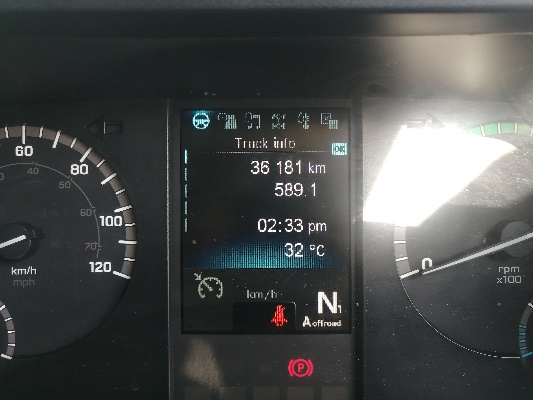 Truck info
OK
36 181 km
589.1
02:33 pm
32 °C
km/h
N1
A offroad
P
60
80
100
120
40
50
60
70
km/h
mph
0
rpm
x100